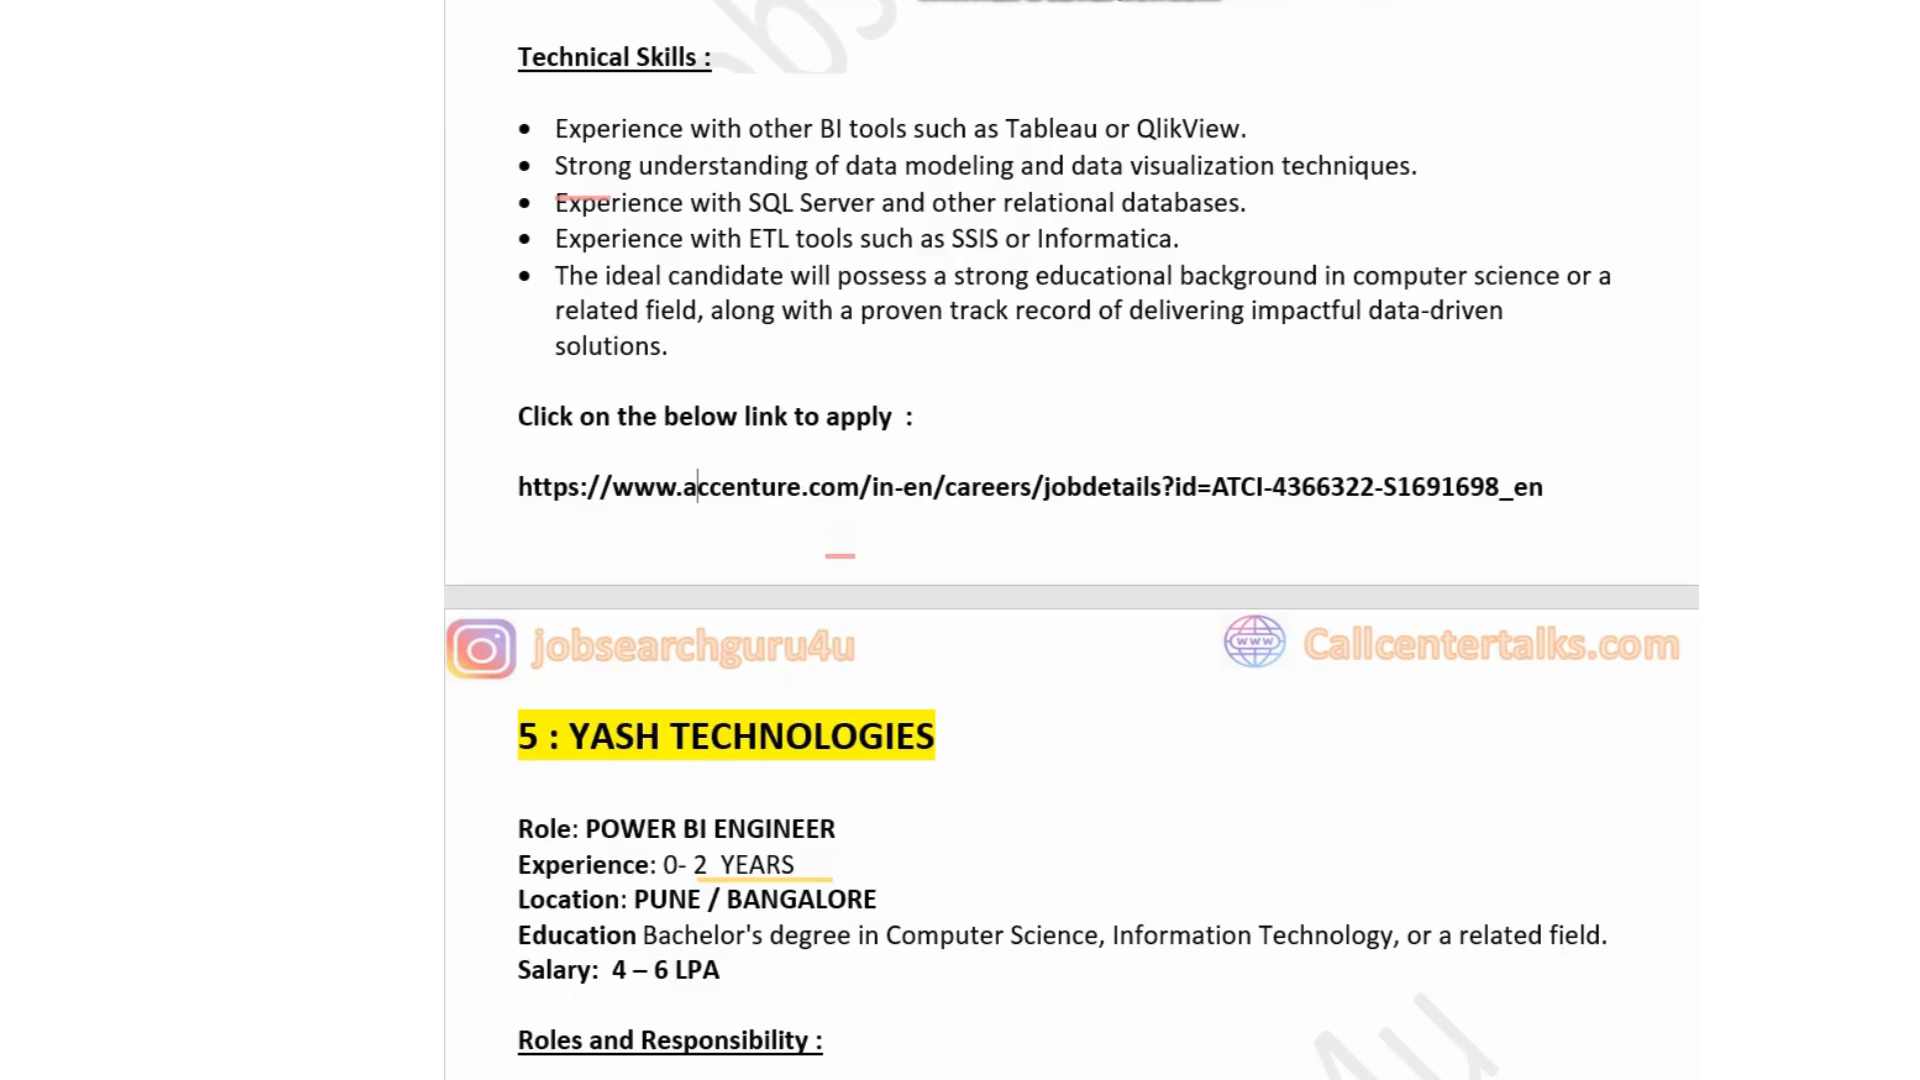 Technical Skills :
• Experience with other BI tools such as Tableau or QlikView.
• Strong understanding of data modeling and data visualization techniques.
• Experience with SQL Server and other relational databases.
• Experience with ETL tools such as SSIS or Informatica.
• The ideal candidate will possess a strong educational background in computer science or a
related field, along with a proven track record of delivering impactful data-driven
solutions.
Click on the below link to apply :
https://www.accenture.com/in-en/careers/jobdetails?id=ATCI-4366322-S1691698_en
jobsearchguru4u
www Callcentertalks.com
5 : YASH TECHNOLOGIES
Role: POWER BI ENGINEER
Experience: 0- 2 YEARS
Location: PUNE / BANGALORE
Education Bachelor's degree in Computer Science, Information Technology, or a related field.
Salary: 4 – 6 LPA
Roles and Responsibility :
4u